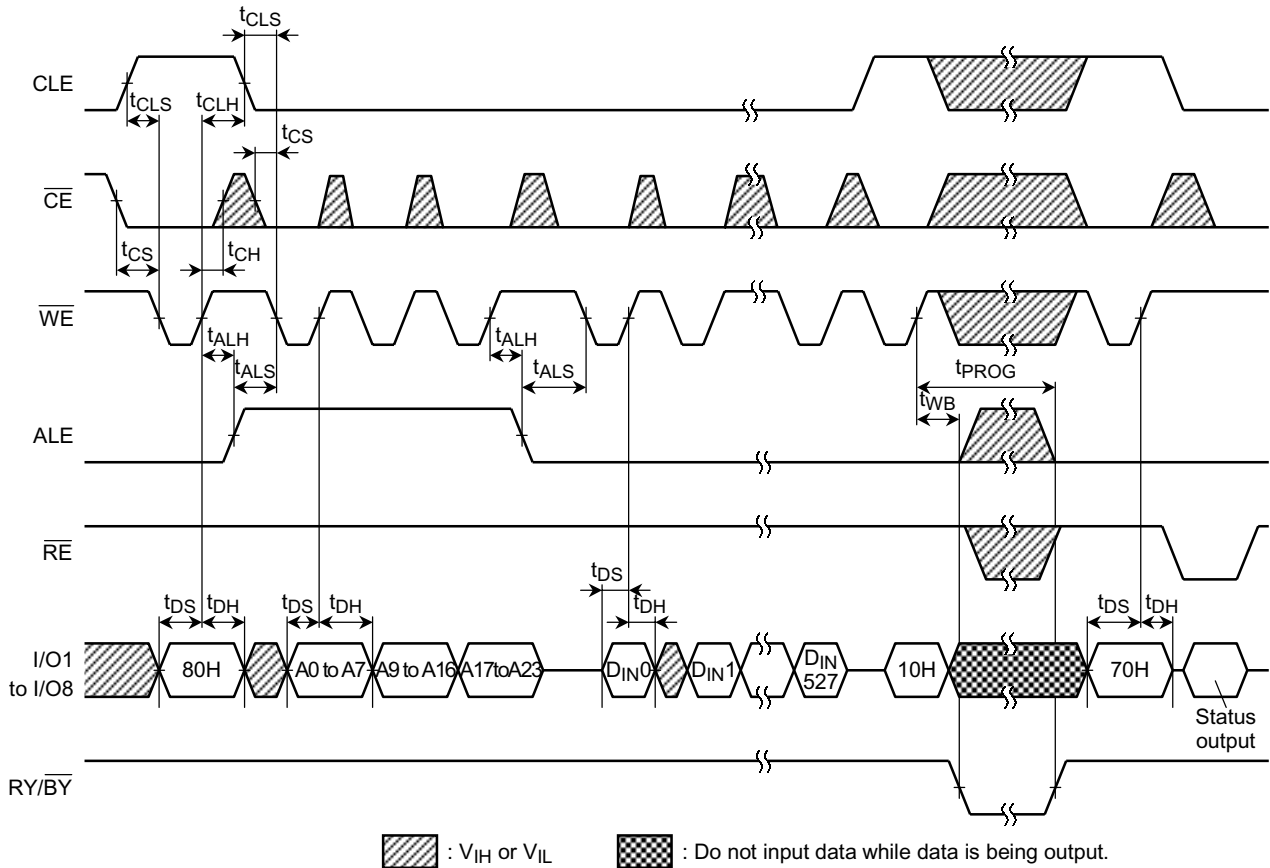 tCLS
CLE
tCLS
tCLH
tCS
CE
tCS
tCH
WE
tALH
tALS
tALH
tALS
tPROG
tWB
ALE
RE
tDS
tDH
tDS
tDH
tDS
tDH
tDS
tDH
I/O1
to I/O8
80H
A0 to A7
A9 to A16
A17toA23
DIN0
DIN1
DIN
527
10H
70H
Status
output
RY/BY
: VIH or VIL
: Do not input data while data is being output.